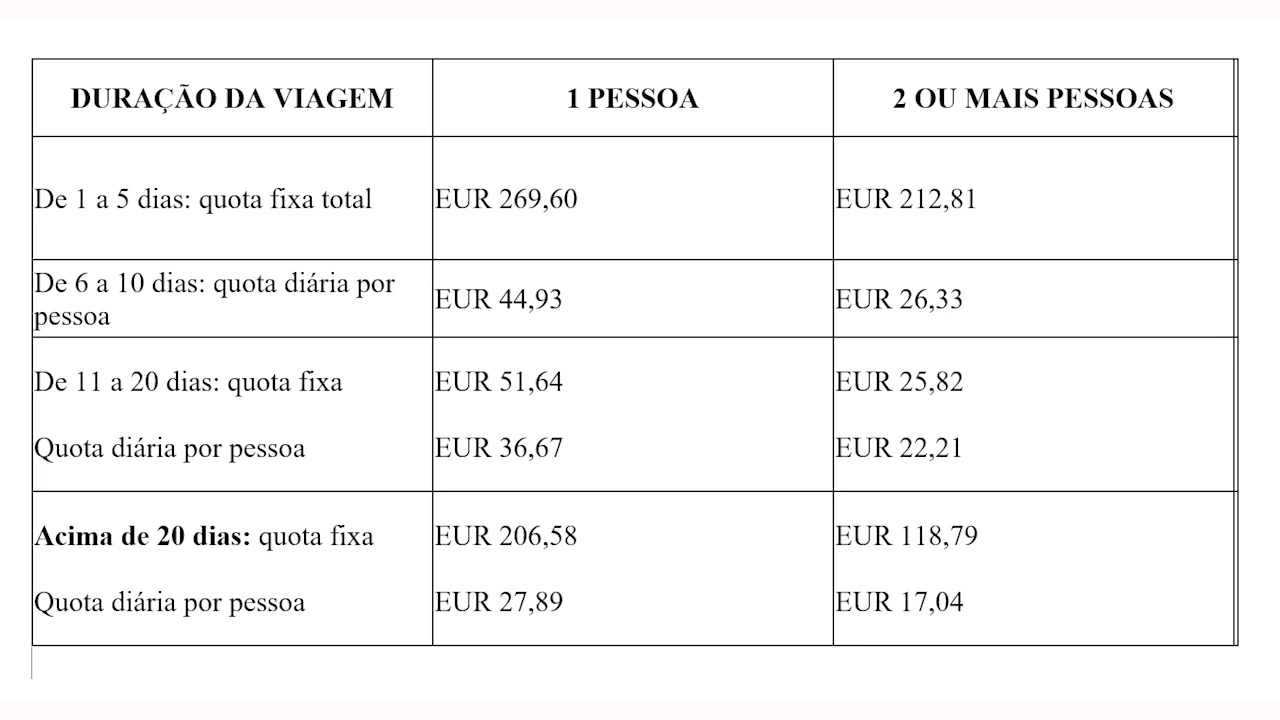 DURAÇÃO DA VIAGEM 1 PESSOA 2 OU MAIS PESSOAS
De 1 a 5 dias: quota fixa total EUR 269,60 EUR 212,81
De 6 a 10 dias: quota diária por
pessoa EUR 44,93 EUR 26,33
De 11 a 20 dias: quota fixa EUR 51,64 EUR 25,82
Quota diária por pessoa EUR 36,67 EUR 22,21
Acima de 20 dias: quota fixa EUR 206,58 EUR 118,79
Quota diária por pessoa EUR 27,89 EUR 17,04